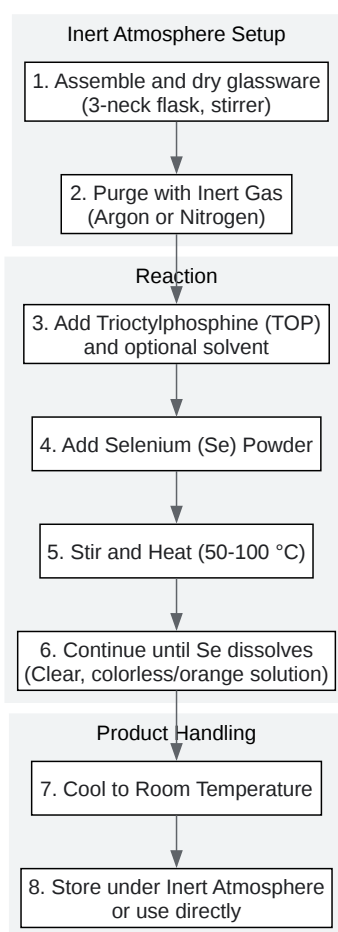 Inert Atmosphere Setup
1. Assemble and dry glassware
(3-neck flask, stirrer)
2. Purge with Inert Gas
(Argon or Nitrogen)
Reaction
3. Add Trioctylphosphine (TOP)
and optional solvent
4. Add Selenium (Se) Powder
5. Stir and Heat (50-100 °C)
6. Continue until Se dissolves
(Clear, colorless/orange solution)
Product Handling
7. Cool to Room Temperature
8. Store under Inert Atmosphere
or use directly